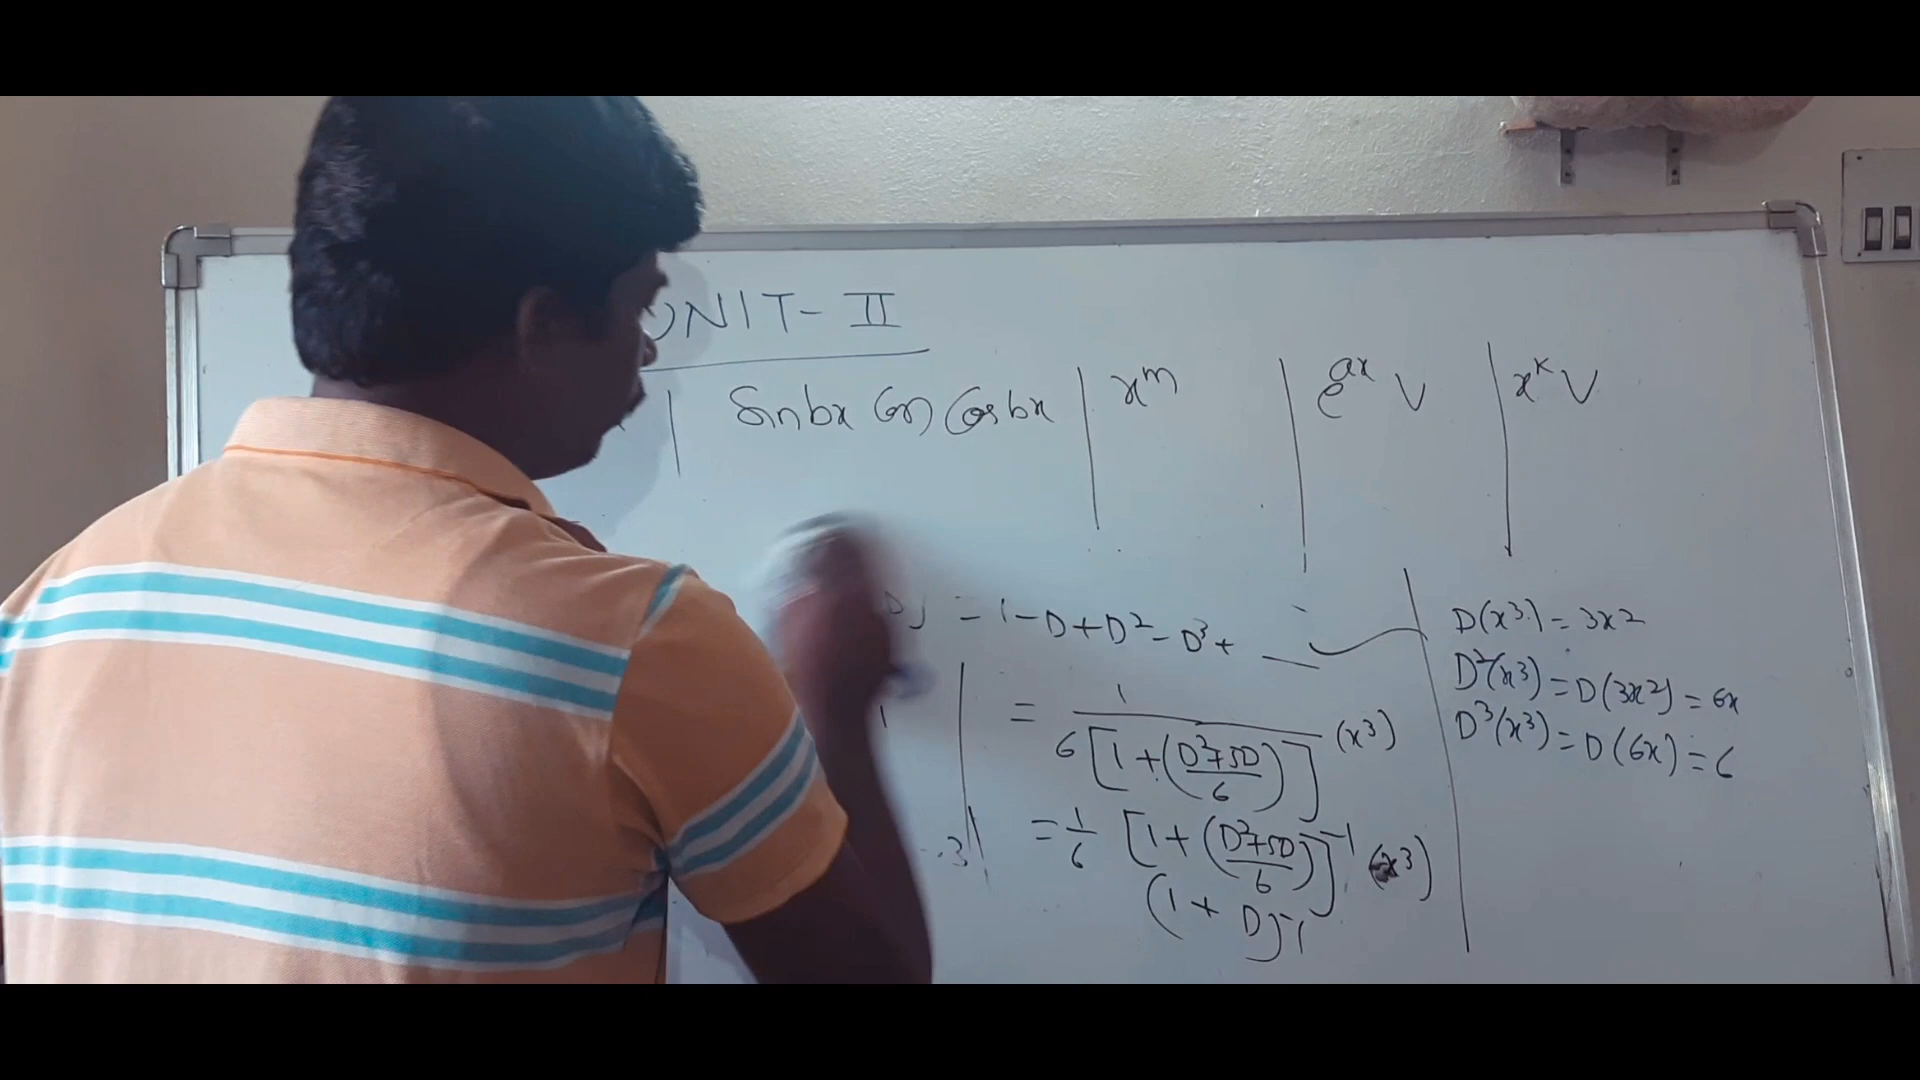 UNIT - II
Sinbx (or) Cosbx | x^m | e^ax V | x^k V
= 1 - D + D² - D³ + __
= 1 / 6[1 + ((D²+5D)/6)] (x³)
= 1/6 [1 + ((D²+5D)/6)]^-1 (x³)
(1 + D)^-1
D(x³) = 3x2
D²(x³) = D(3x2) = 6x
D³(x³) = D(6x) = 6